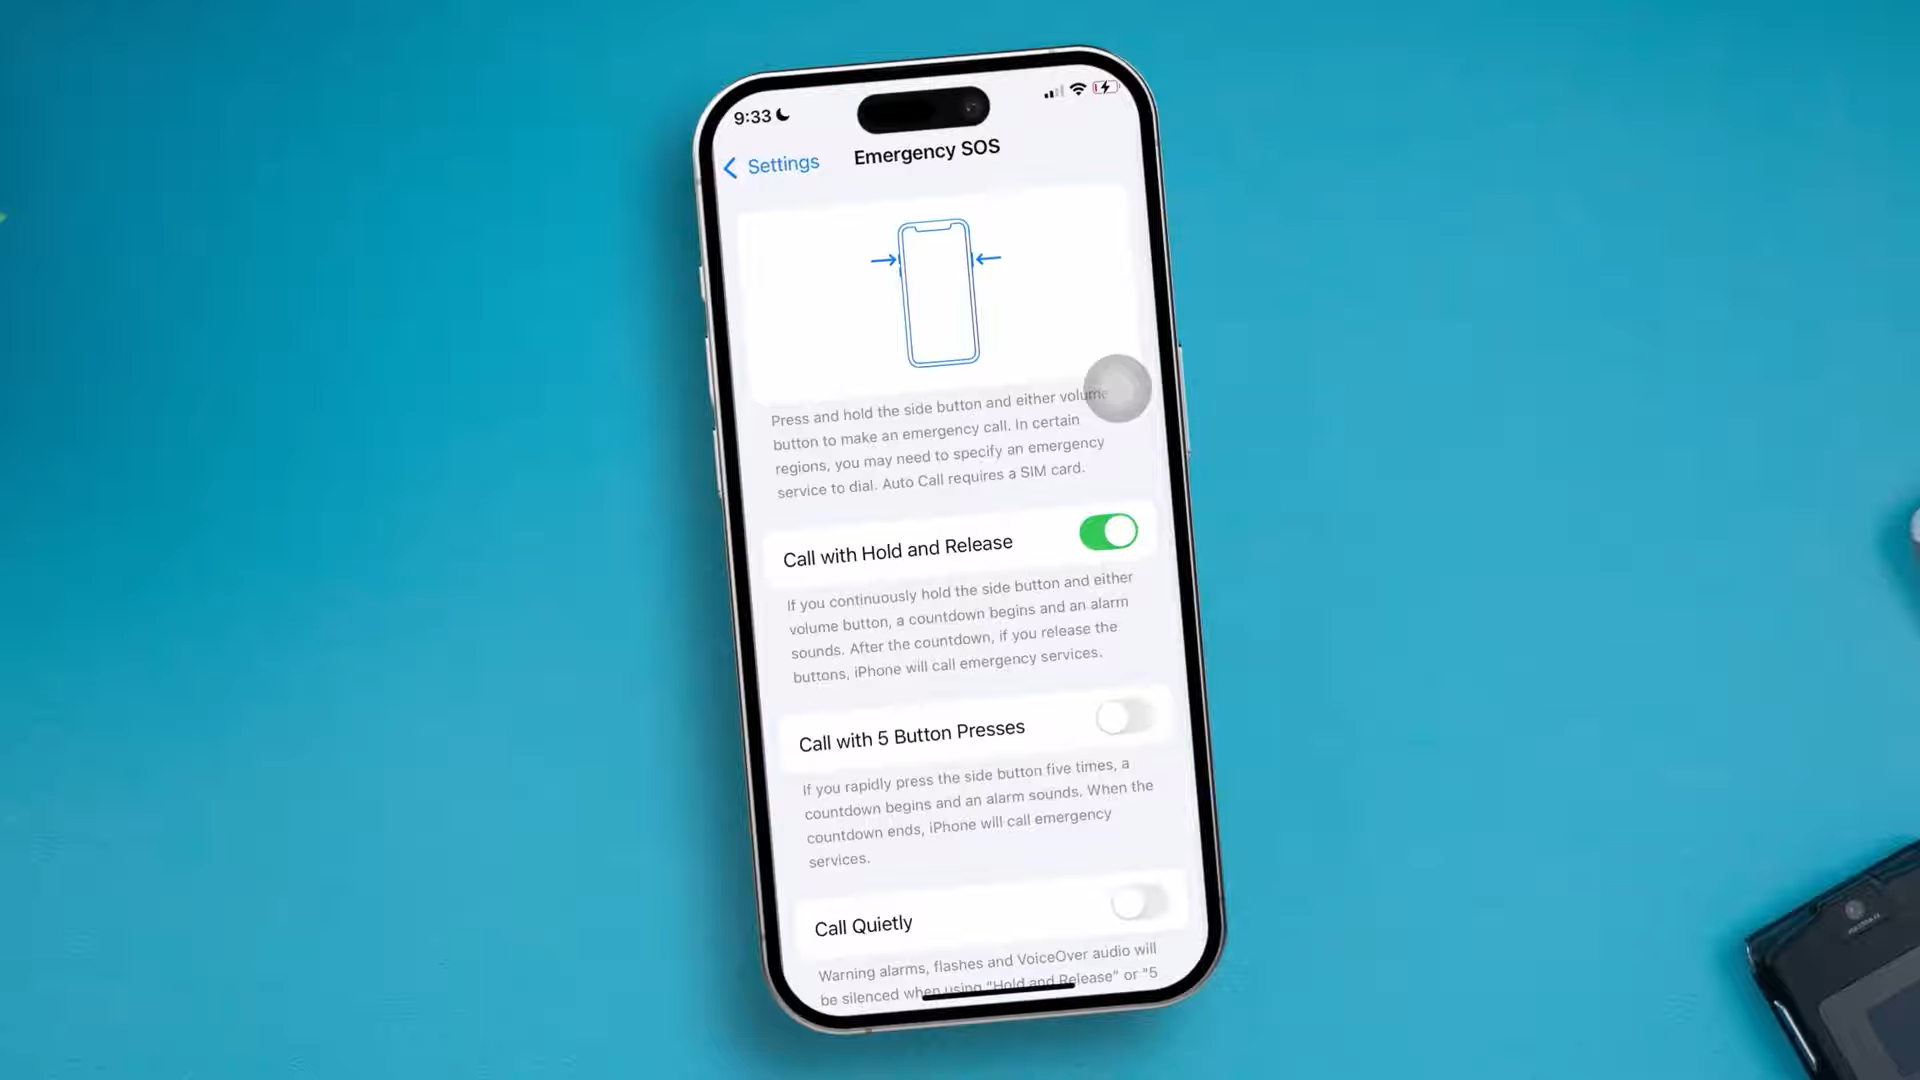 9:33
Settings
Emergency SOS
Press and hold the side button and either volume
button to make an emergency call. In certain
regions, you may need to specify an emergency
service to dial. Auto Call requires a SIM card.
Call with Hold and Release
If you continuously hold the side button and either
volume button, a countdown begins and an alarm
sounds. After the countdown, if you release the
buttons, iPhone will call emergency services.
Call with 5 Button Presses
If you rapidly press the side button five times, a
countdown begins and an alarm sounds. When the
countdown ends, iPhone will call emergency
services.
Call Quietly
Warning alarms, flashes and VoiceOver audio will
be silenced when using "Hold and Release" or "5